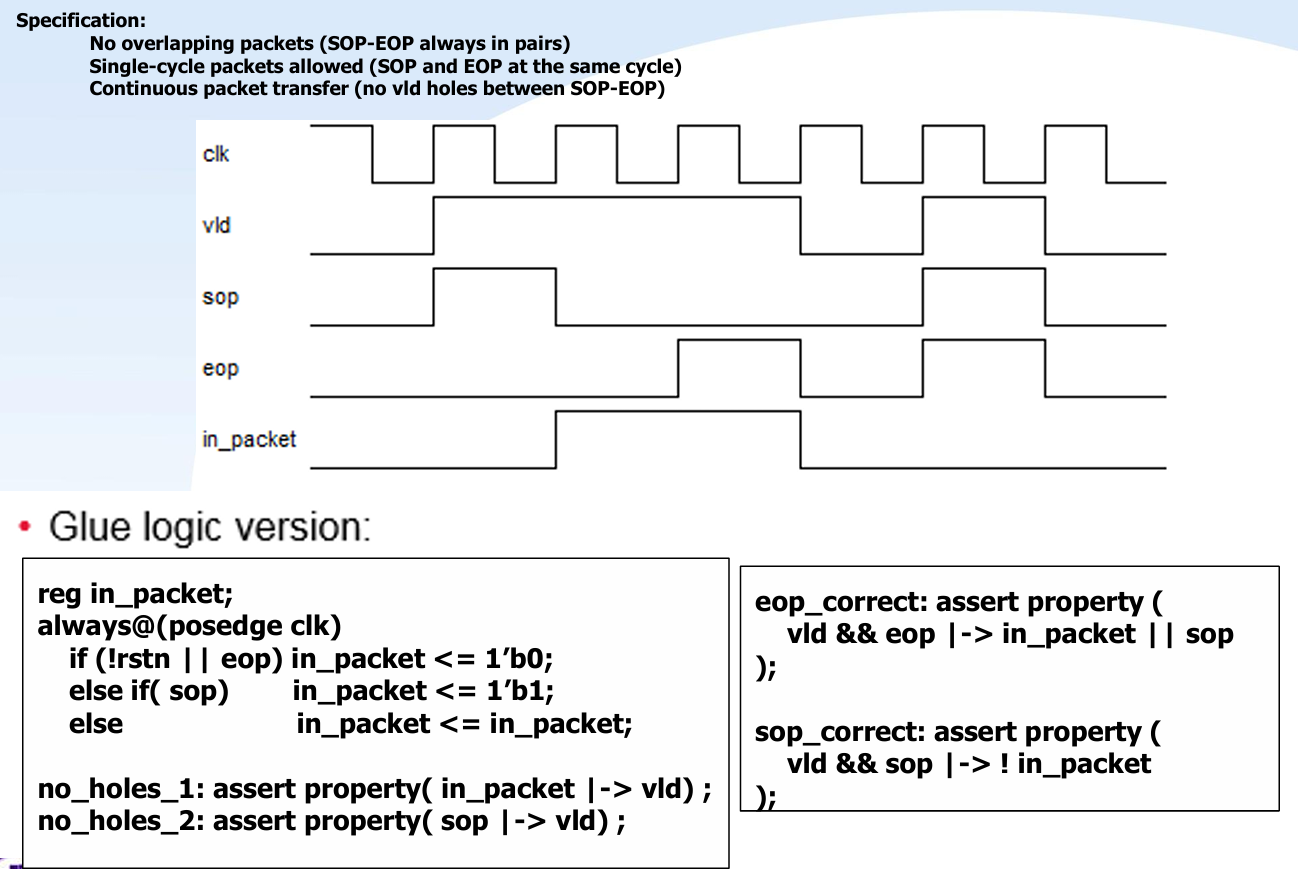 Specification:
No overlapping packets (SOP-EOP always in pairs)
Single-cycle packets allowed (SOP and EOP at the same cycle)
Continuous packet transfer (no vld holes between SOP-EOP)
clk
vld
sop
eop
in_packet
• Glue logic version:
reg in_packet;
always@(posedge clk)
if (!rstn || eop) in_packet <= 1’b0;
else if( sop) in_packet <= 1’b1;
else in_packet <= in_packet;
no_holes_1: assert property( in_packet |-> vld) ;
no_holes_2: assert property( sop |-> vld) ;
eop_correct: assert property (
vld && eop |-> in_packet || sop
);
sop_correct: assert property (
vld && sop |-> ! in_packet
);